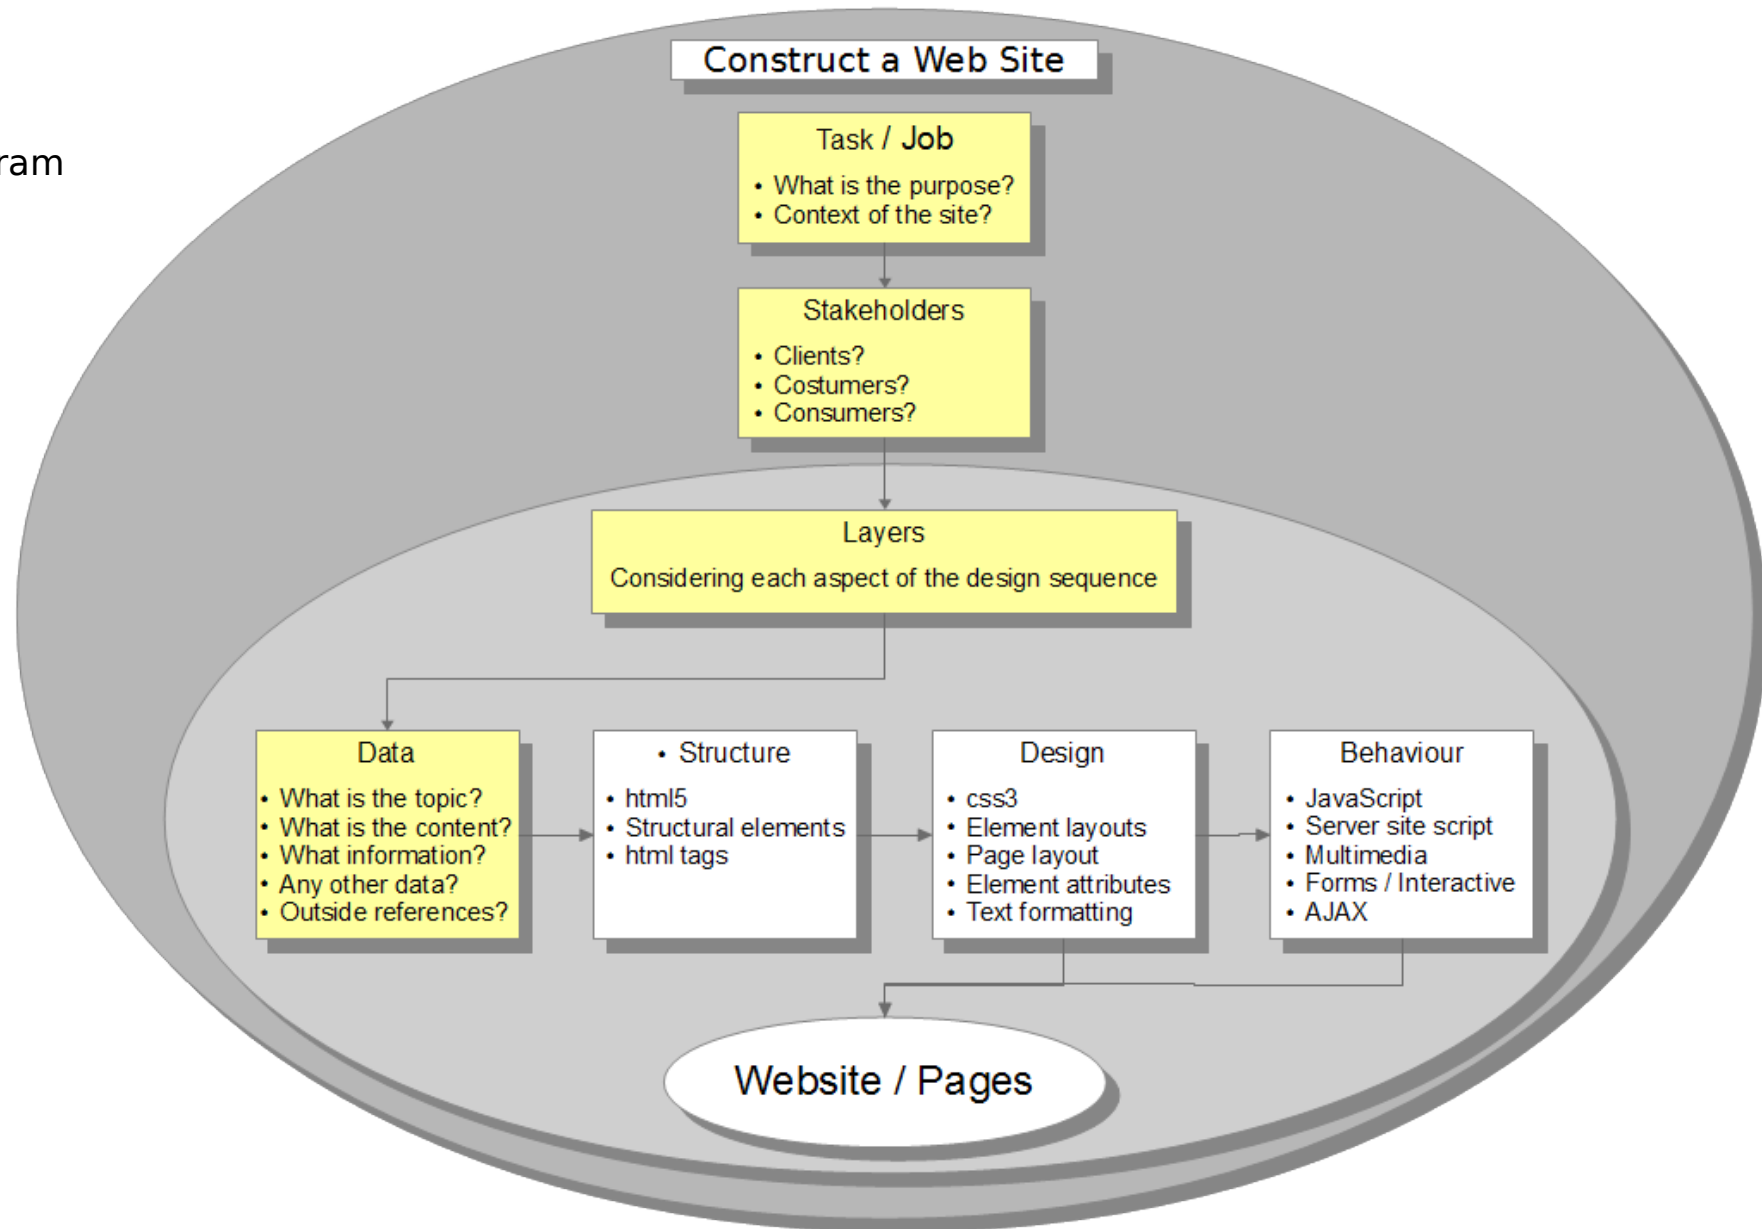 Construct a Web Site
ram
Task / Job
• What is the purpose?
• Context of the site?
Stakeholders
• Clients?
• Costumers?
• Consumers?
Layers
Considering each aspect of the design sequence
Data
• What is the topic?
• What is the content?
• What information?
• Any other data?
• Outside references?
• Structure
• html5
• Structural elements
• html tags
Design
• css3
• Element layouts
• Page layout
• Element attributes
• Text formatting
Behaviour
• JavaScript
• Server site script
• Multimedia
• Forms / Interactive
• AJAX
Website / Pages